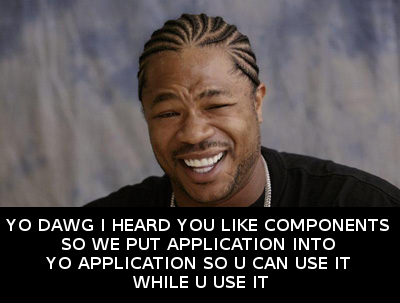 YO DAWG I HEARD YOU LIKE COMPONENTS
SO WE PUT APPLICATION INTO
YO APPLICATION SO U CAN USE IT
WHILE U USE IT